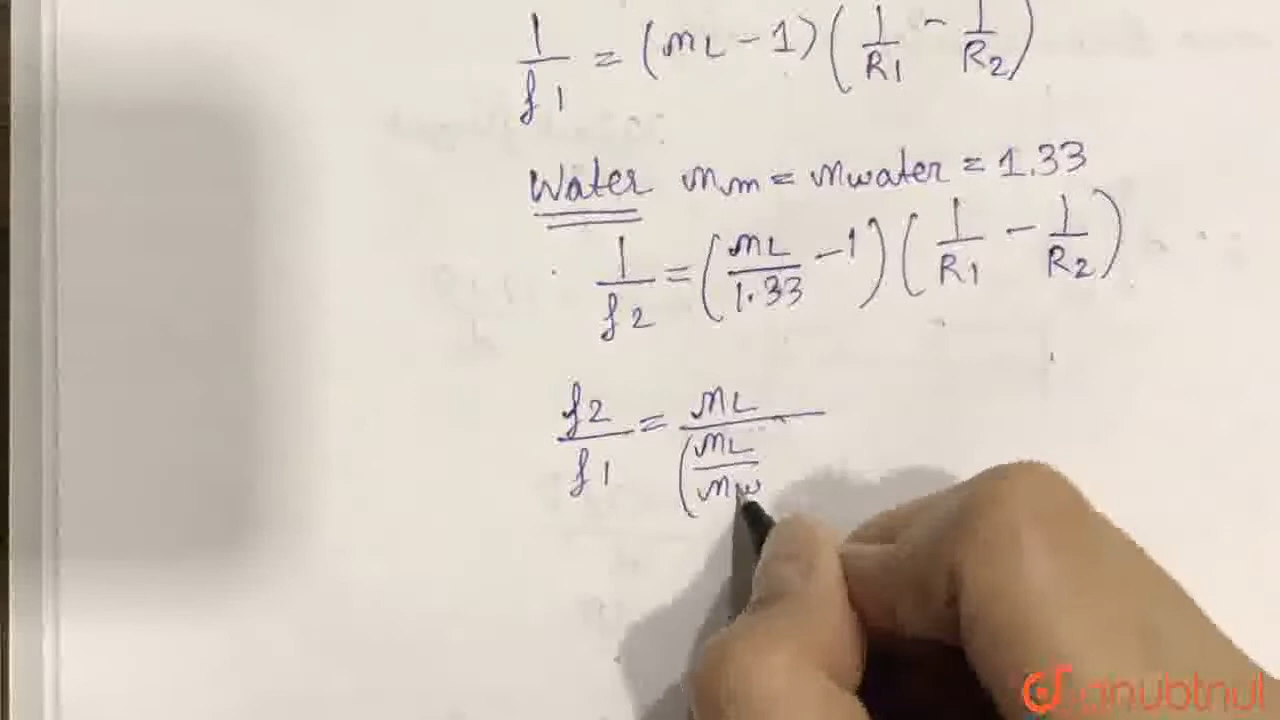 1/f1 = (nL - 1) (1/R1 - 1/R2)
Water nm = nwater = 1.33
1/f2 = (nL/1.33 - 1) (1/R1 - 1/R2)
f2/f1 = nL/(nL/nw
doubtnut